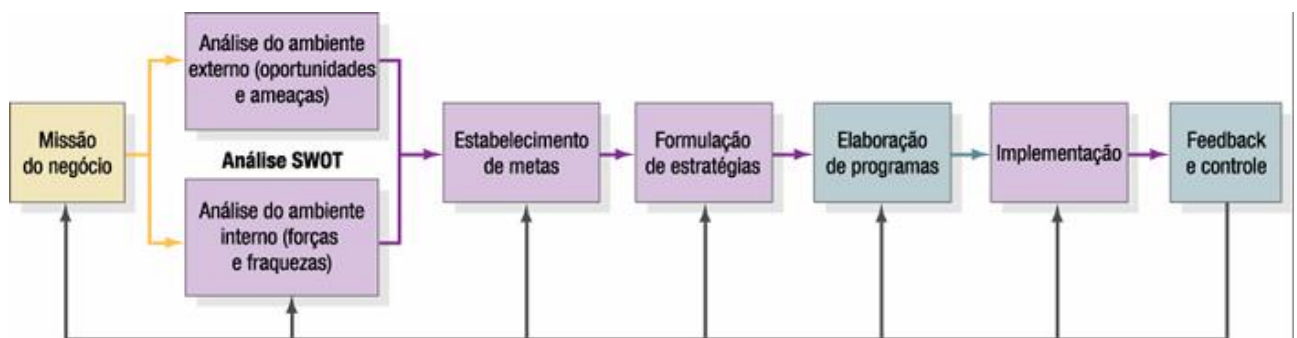 Missão
do negócio
Análise do ambiente
externo (oportunidades
e ameaças)
Análise SWOT
Análise do ambiente
interno (forças
e fraquezas)
Estabelecimento
de metas
Formulação
de estratégias
Elaboração
de programas
Implementação
Feedback
e controle